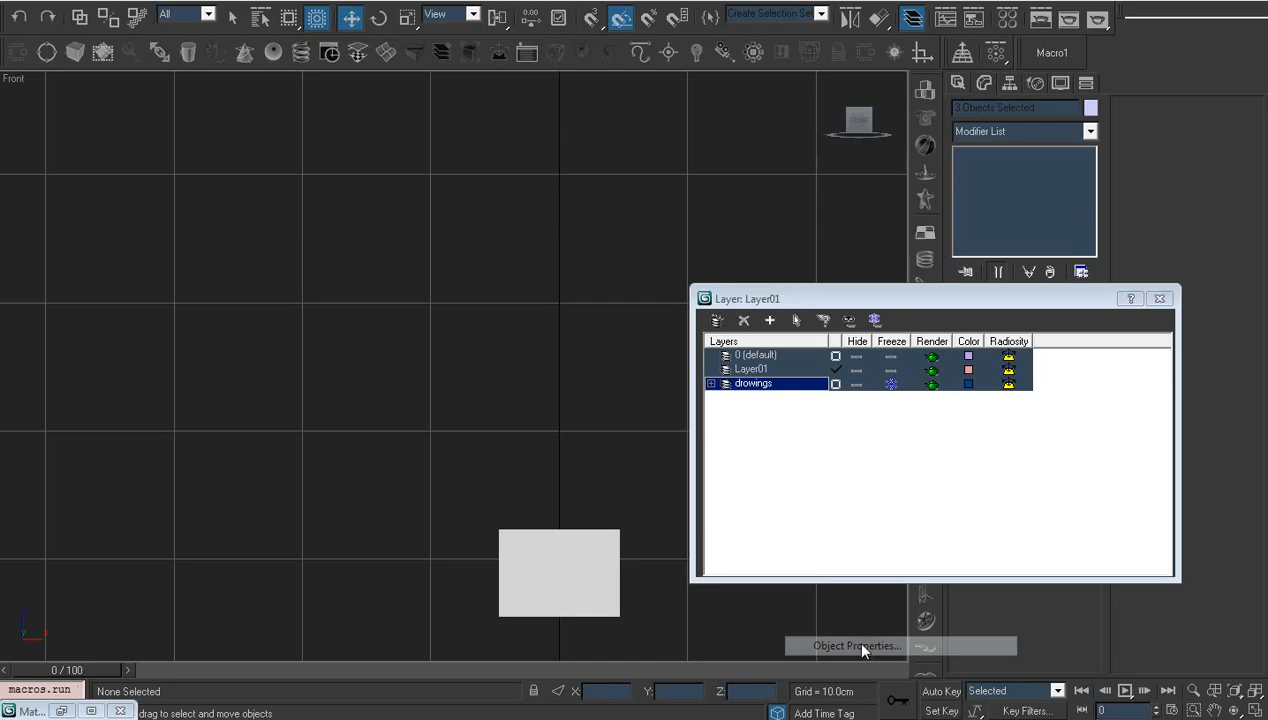 All
View
Create Selection Set
Macro1
Front
FRONT
3 Objects Selected
Modifier List
Layer: Layer01
Layers Hide Freeze Render Color Radiosity
0 (default)
Layer01
drowings
Object Properties...
0 / 100
macros.run
None Selected
X:
Y:
Z:
Grid = 10.0cm
Auto Key
Selected
Mat...
drag to select and move objects
Add Time Tag
Set Key
Key Filters...
0